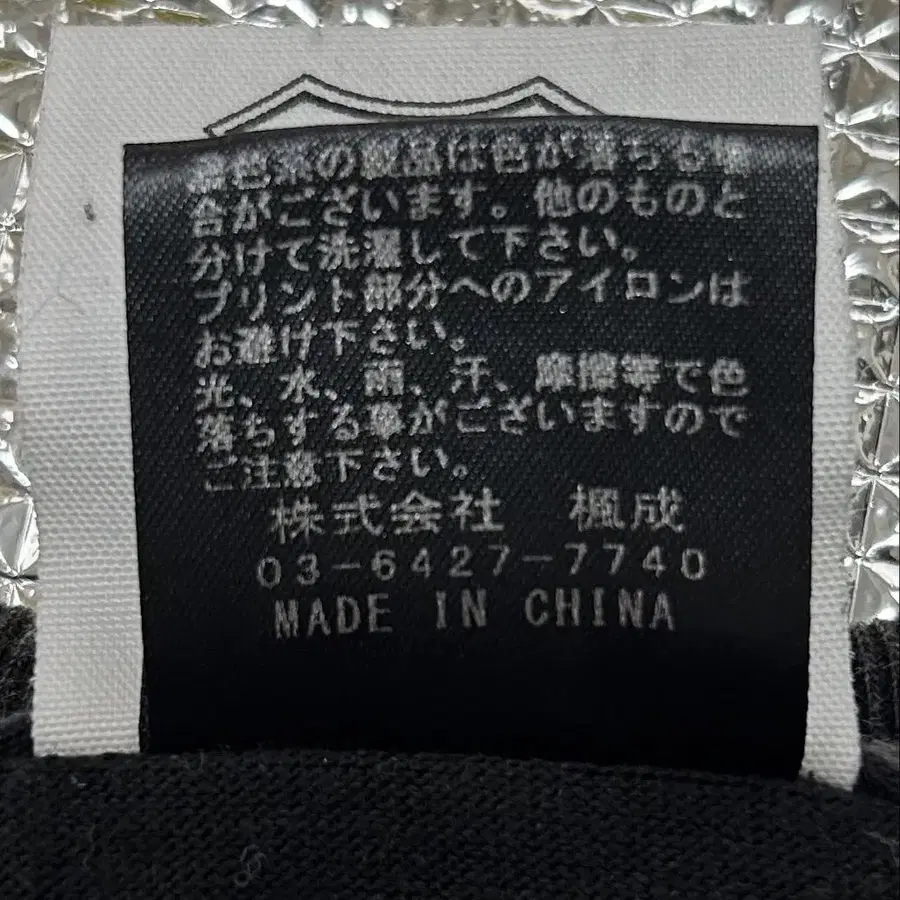 濃色系の製品は色が落ちる場
合がございます。他のものと
分けて洗濯して下さい。
プリント部分へのアイロンは
お避け下さい。
光、水、雨、汗、摩擦等で色
落ちする事がございますので
ご注意下さい。
株式会社 楓成
03-6427-7740
MADE IN CHINA